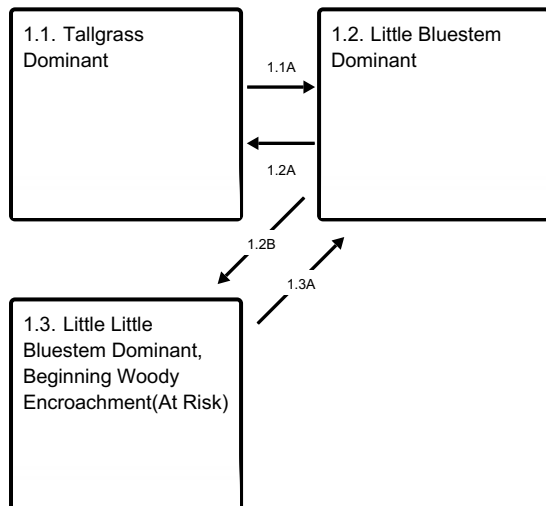 1.1. Tallgrass
Dominant
1.1A
1.2. Little Bluestem
Dominant
1.2A
1.2B
1.3A
1.3. Little Little
Bluestem Dominant,
Beginning Woody
Encroachment(At Risk)